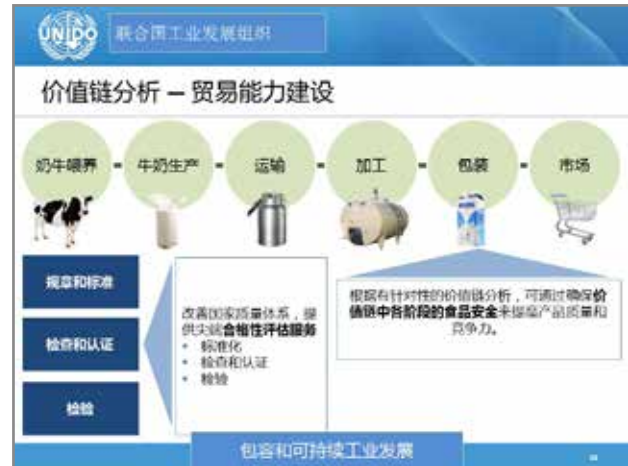 UNIDO 联合国工业发展组织
价值链分析 – 贸易能力建设
奶牛喂养 - 牛奶生产 - 运输 - 加工 - 包装 - 市场
规章和标准
检查和认证
检验
改善国家质量体系，提
供尖端合格性评估服务
• 标准化
• 检查和认证
• 检验
根据有针对性的价值链分析，可通过确保价
值链中各阶段的食品安全来提高产品质量和
竞争力。
包容和可持续工业发展